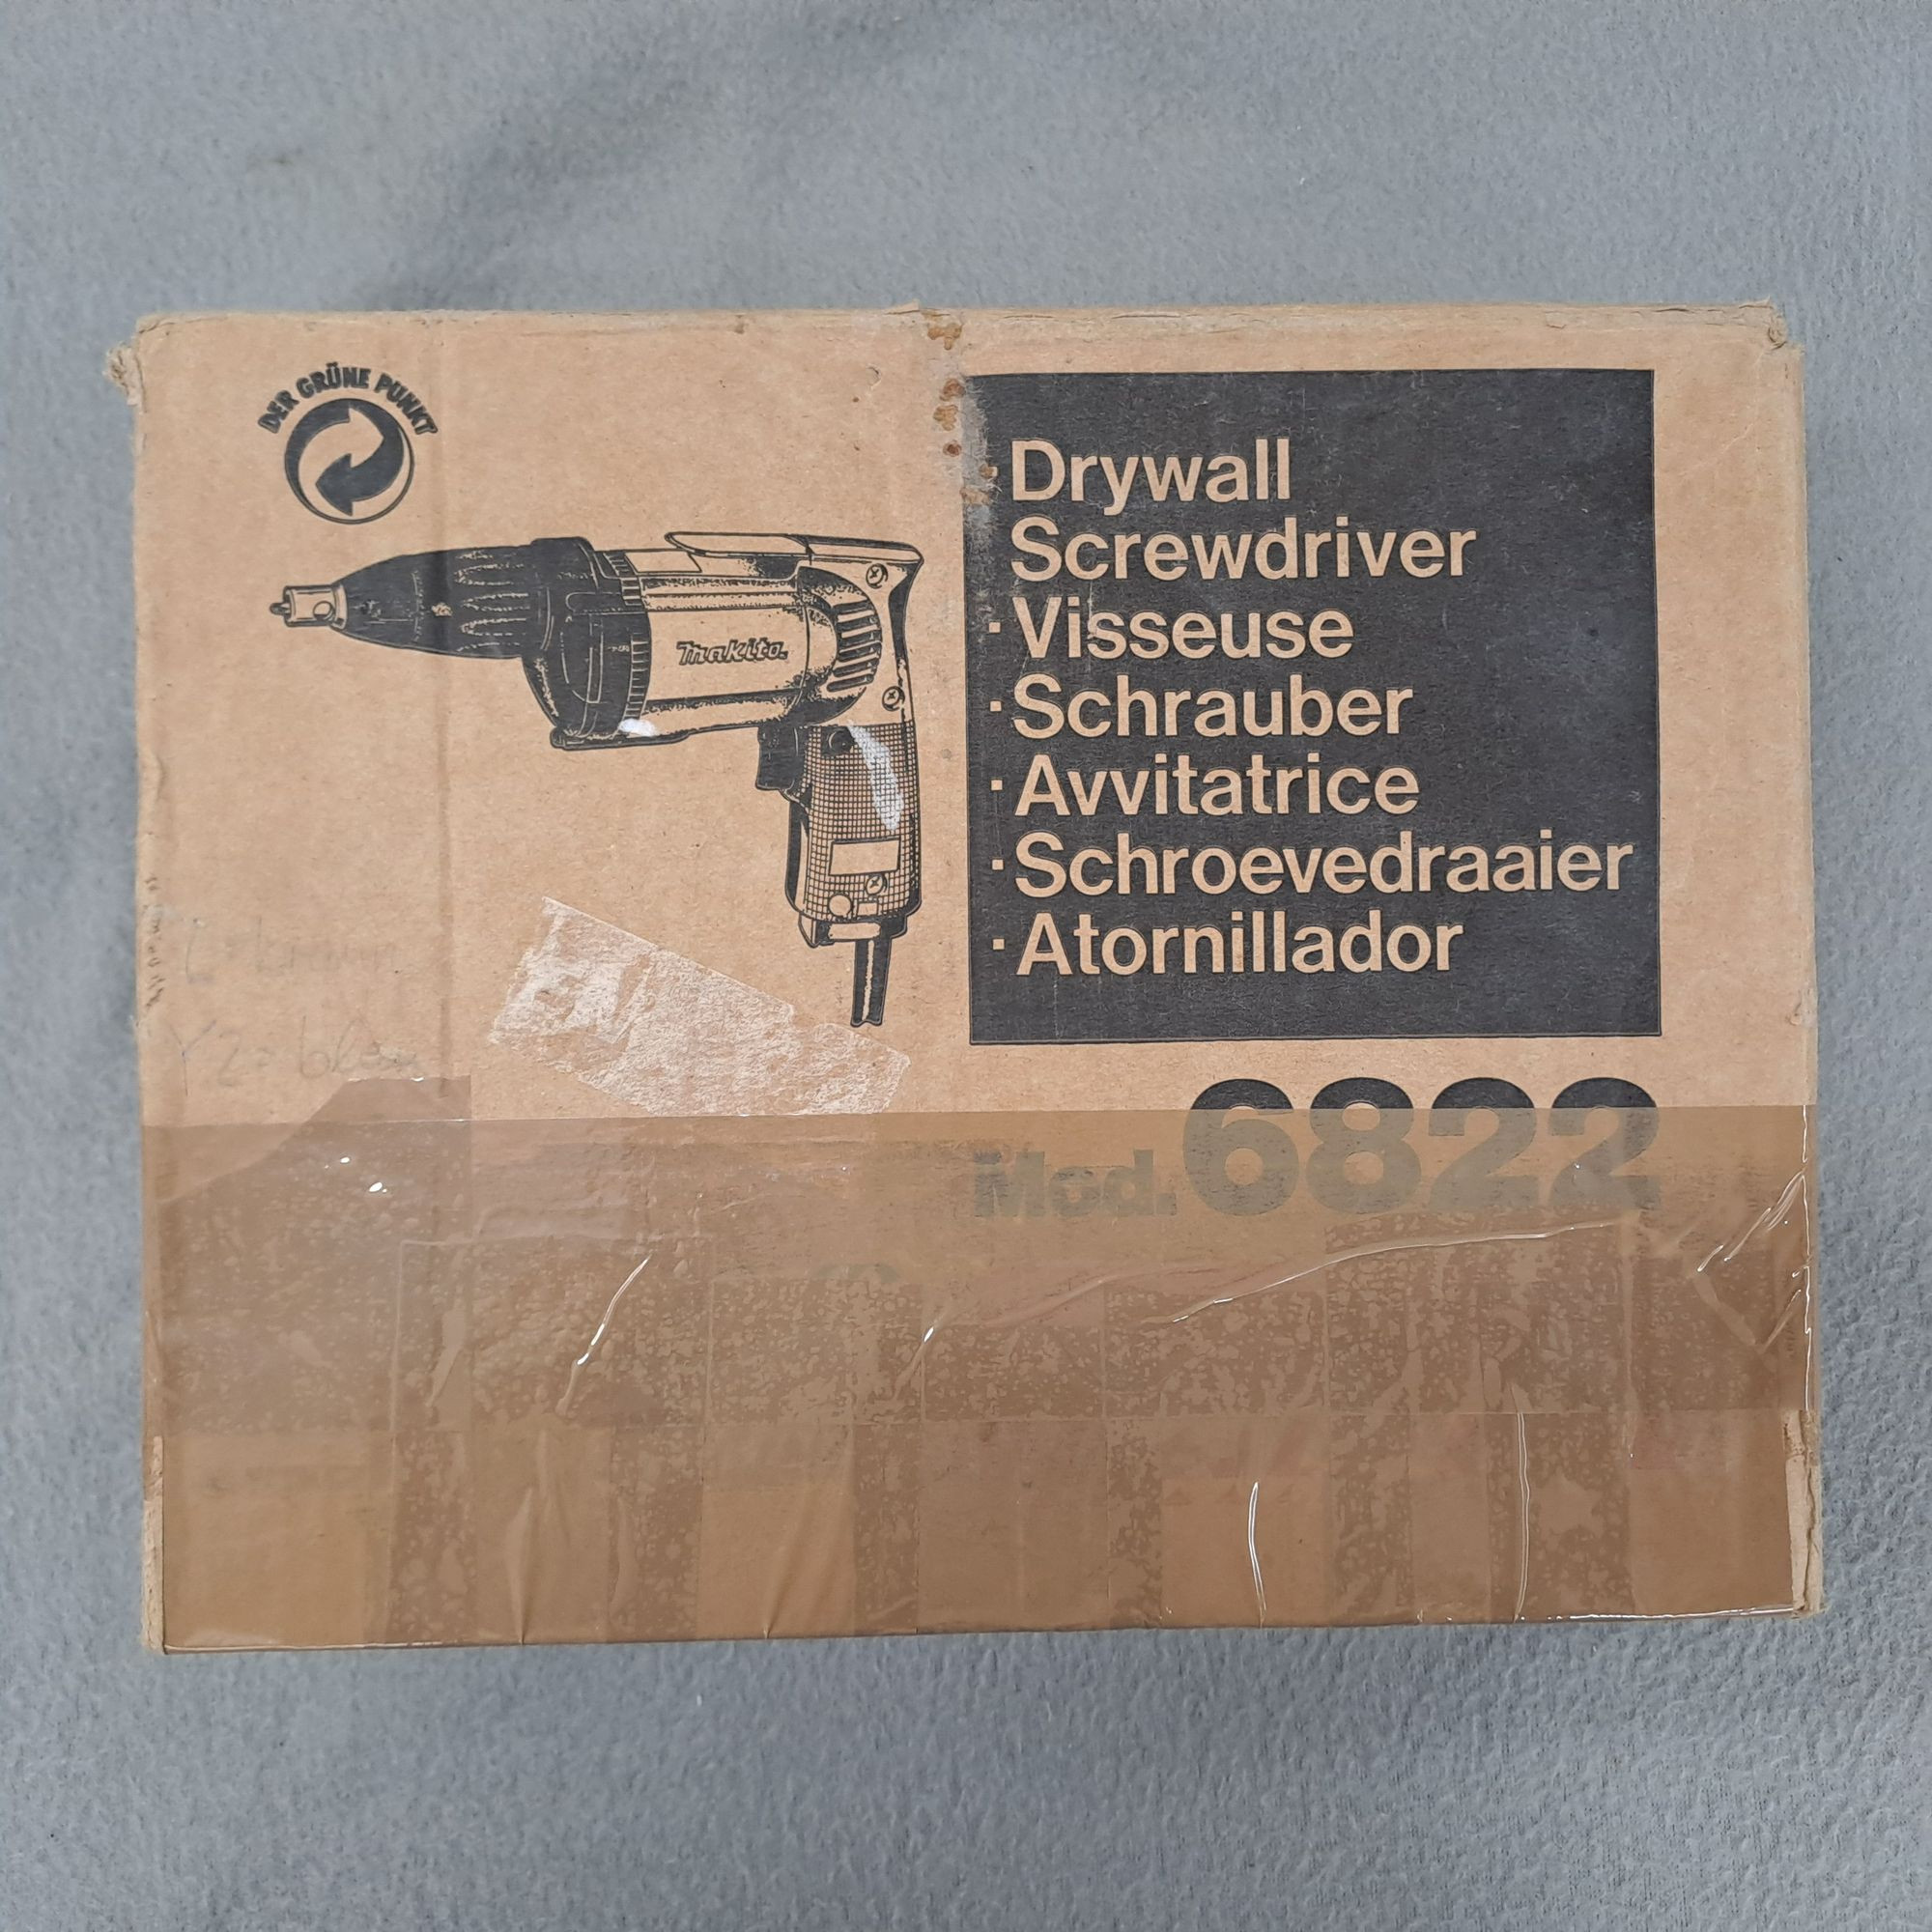 DER GRÜNE PUNKT
makita
· Drywall
Screwdriver
· Visseuse
· Schrauber
· Avvitatrice
· Schroevedraaier
· Atornillador
Mod. 6822